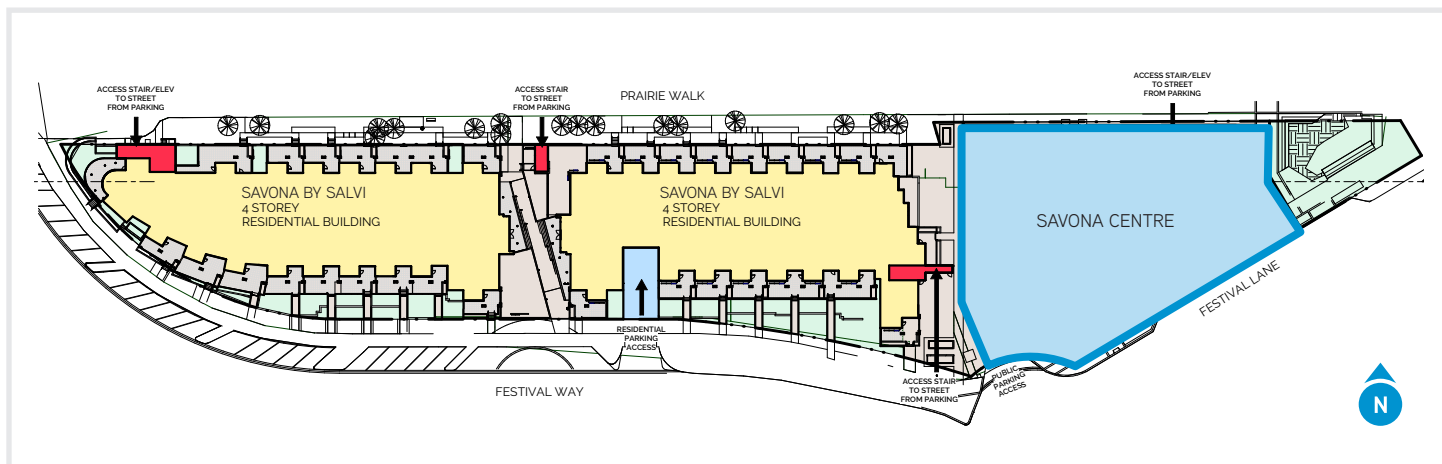 ACCESS STAIR/ELEV
TO STREET
FROM PARKING
ACCESS STAIR
TO STREET
FROM PARKING
PRAIRIE WALK
ACCESS STAIR/ELEV
TO STREET
FROM PARKING
SAVONA BY SALVI
4 STOREY
RESIDENTIAL BUILDING
SAVONA BY SALVI
4 STOREY
RESIDENTIAL BUILDING
SAVONA CENTRE
FESTIVAL LANE
RESIDENTIAL
PARKING
ACCESS
FESTIVAL WAY
ACCESS STAIR
TO STREET
FROM PARKING
PUBLIC
PARKING
ACCESS
N